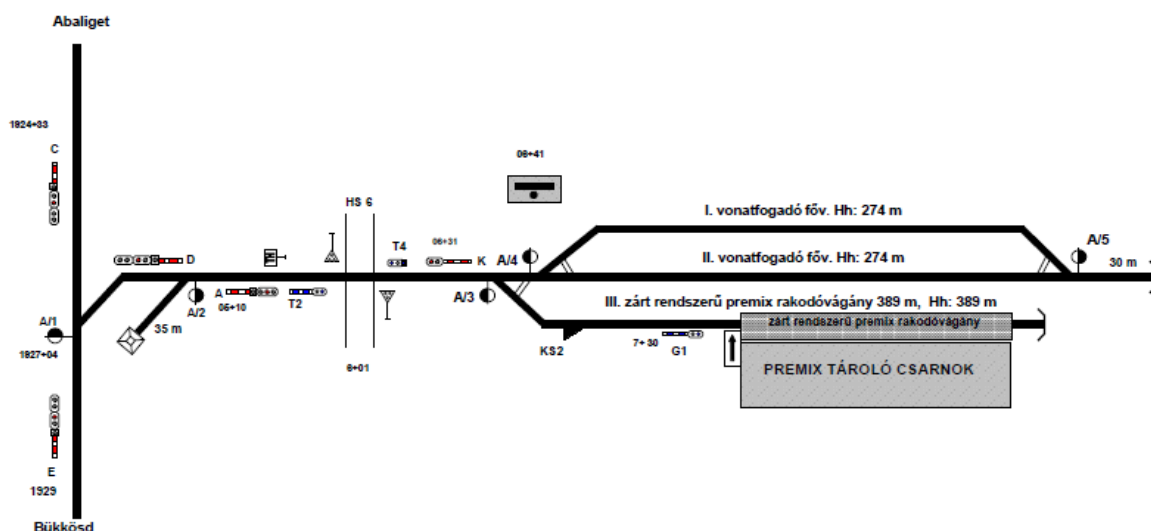 Abaliget
1924+33
C
06+41
HS 6
I. vonatfogadó főv. Hh: 274 m
D
T4
06+31
K
A/4
A/5
II. vonatfogadó főv. Hh: 274 m
30 m
A
06+10
A/2
T2
A/3
III. zárt rendszerű premix rakodóvágány 389 m, Hh: 389 m
zárt rendszerű premix rakodóvágány
A/1
35 m
1927+04
KS2
7+ 30
G1
6+01
PREMIX TÁROLÓ CSARNOK
E
1929
Bükkösd